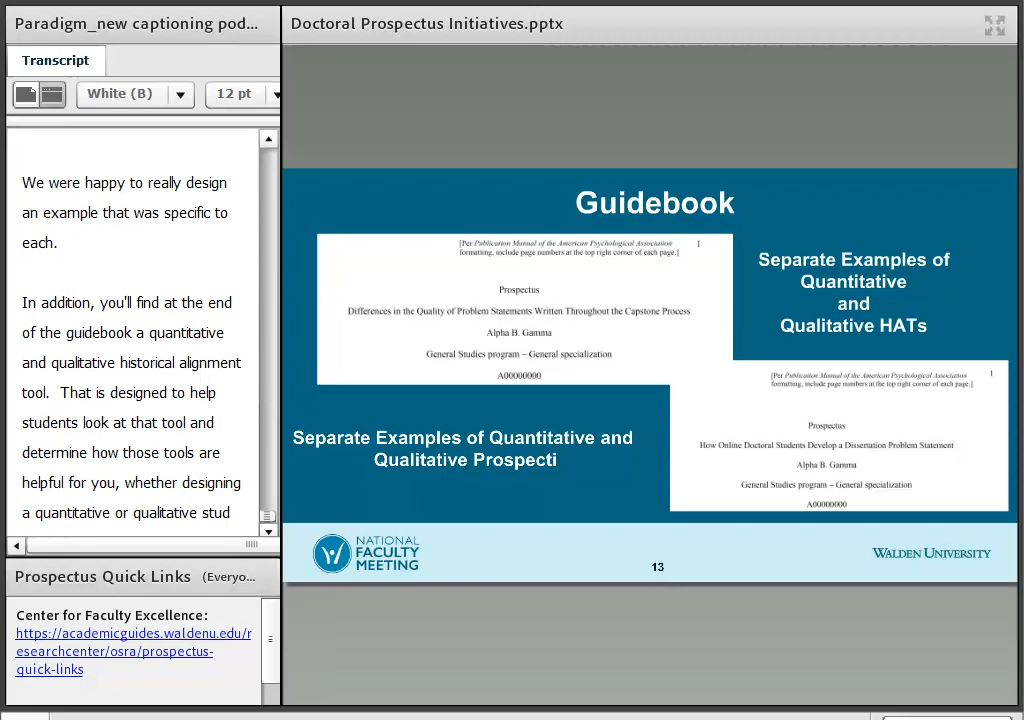 Paradigm_new captioning pod...
Transcript
White (B)
12 pt
We were happy to really design
an example that was specific to
each.
In addition, you'll find at the end
of the guidebook a quantitative
and qualitative historical alignment
tool.  That is designed to help
students look at that tool and
determine how those tools are
helpful for you, whether designing
a quantitative or qualitative stud
Prospectus Quick Links (Everyo...
Center for Faculty Excellence:
https://academicguides.waldenu.edu/r
esearchcenter/osra/prospectus-
quick-links
Doctoral Prospectus Initiatives.pptx
Guidebook
[Per Publication Manual of the American Psychological Association 1
formatting, include page numbers at the top right corner of each page.]
Prospectus
Differences in the Quality of Problem Statements Written Throughout the Capstone Process
Alpha B. Gamma
General Studies program – General specialization
A00000000
Separate Examples of
Quantitative
and
Qualitative HATs
Separate Examples of Quantitative and
Qualitative Prospecti
[Per Publication Manual of the American Psychological Association 1
formatting, include page numbers at the top right corner of each page.]
Prospectus
How Online Doctoral Students Develop a Dissertation Problem Statement
Alpha B. Gamma
General Studies program – General specialization
A00000000
NATIONAL
FACULTY
MEETING
13
WALDEN UNIVERSITY